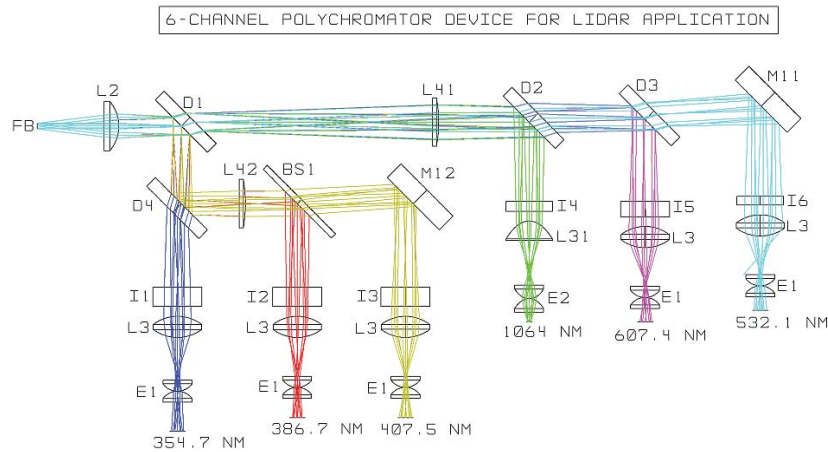 6-CHANNEL POLYCHROMATOR DEVICE FOR LIDAR APPLICATION
M11
L2
D1
L41
D2
D3
FB
L42
BS1
M12
D4
I4
I5
I6
L31
L3
L3
I1
I2
I3
E2
E1
E1
L3
L3
L3
1064 NM
607.4 NM
532.1 NM
E1
E1
E1
354.7 NM
386.7 NM
407.5 NM